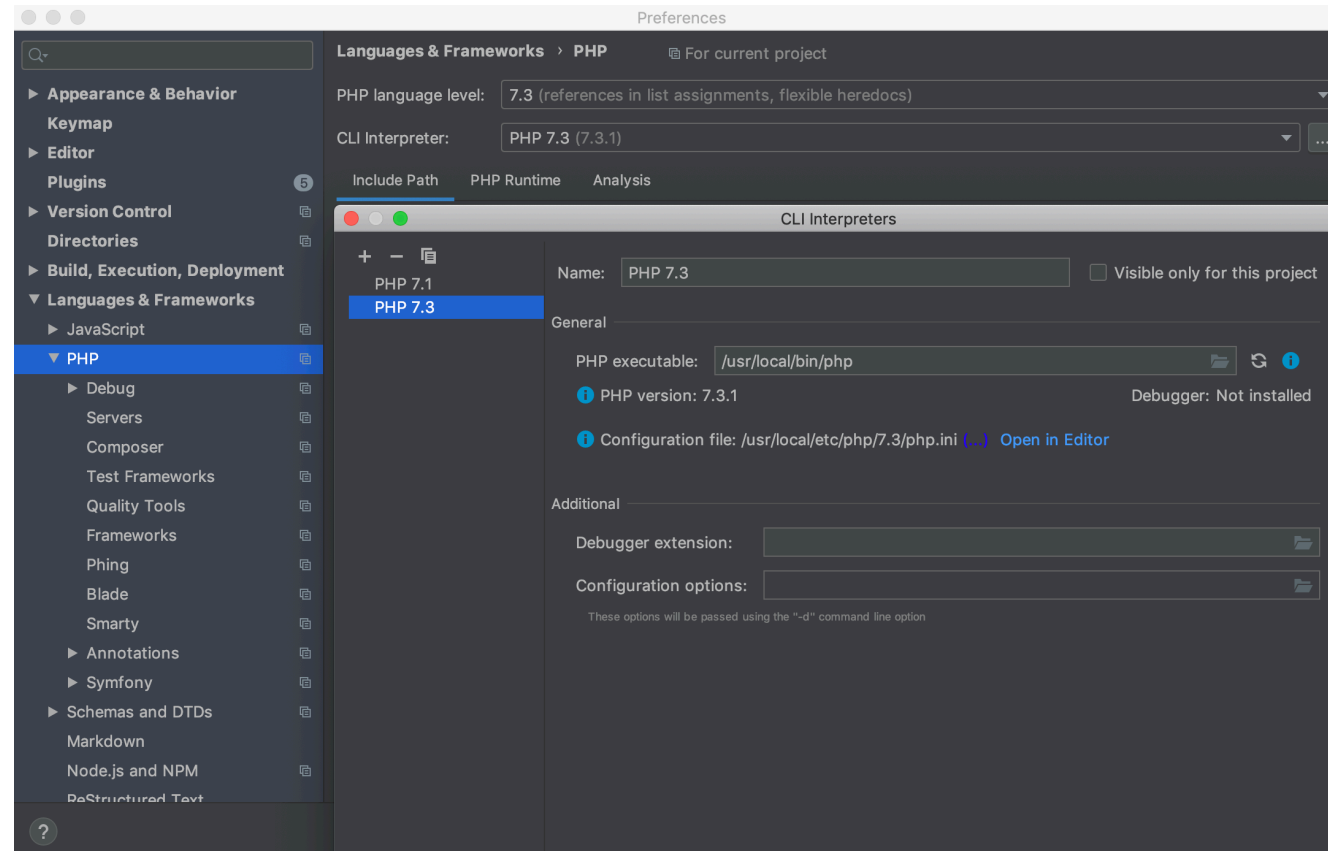 Preferences
Appearance & Behavior
Keymap
Editor
Plugins 5
Version Control
Directories
Build, Execution, Deployment
Languages & Frameworks
JavaScript
PHP
Debug
Servers
Composer
Test Frameworks
Quality Tools
Frameworks
Phing
Blade
Smarty
Annotations
Symfony
Schemas and DTDs
Markdown
Node.js and NPM
ReStructured Text
?
Languages & Frameworks › PHP For current project
PHP language level: 7.3 (references in list assignments, flexible heredocs)
CLI Interpreter: PHP 7.3 (7.3.1) ...
Include Path PHP Runtime Analysis
CLI Interpreters
PHP 7.1
PHP 7.3
Name: PHP 7.3 Visible only for this project
General
PHP executable: /usr/local/bin/php
PHP version: 7.3.1 Debugger: Not installed
Configuration file: /usr/local/etc/php/7.3/php.ini (...) Open in Editor
Additional
Debugger extension:
Configuration options:
These options will be passed using the "-d" command line option